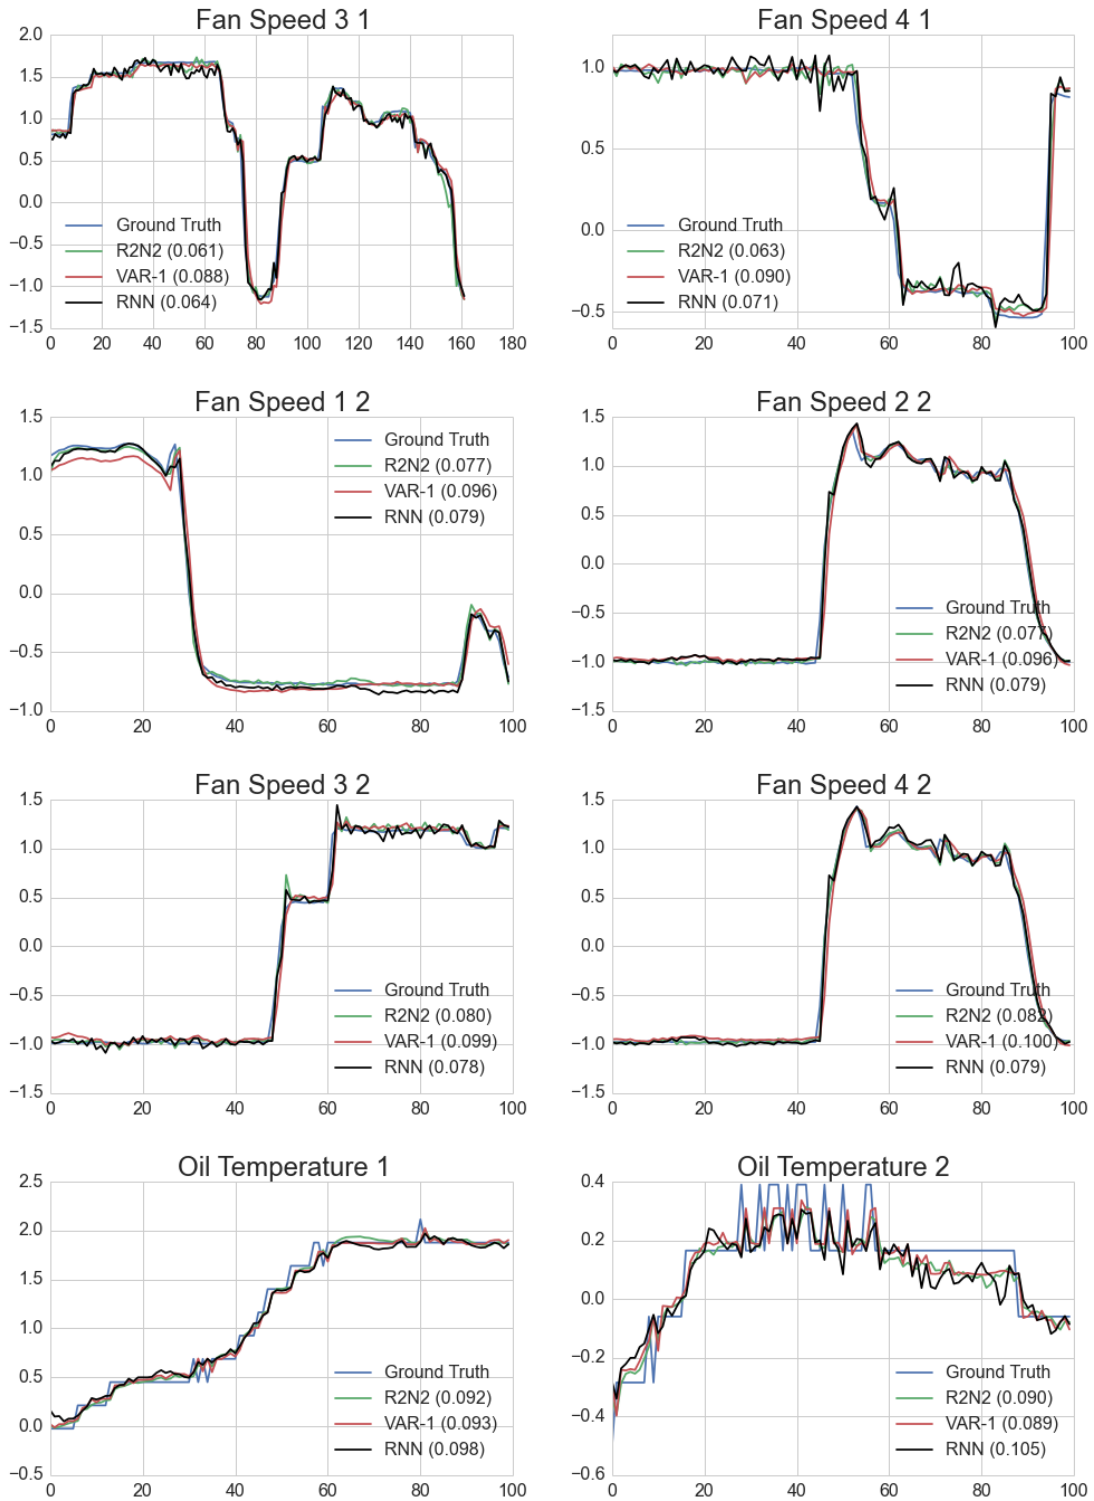 Fan Speed 3 1
2.0
1.5
1.0
0.5
0.0
−0.5
−1.0
−1.5
0 20 40 60 80 100 120 140 160 180
Ground Truth
R2N2 (0.061)
VAR-1 (0.088)
RNN (0.064)
Fan Speed 4 1
1.0
0.5
0.0
−0.5
0 20 40 60 80 100
Ground Truth
R2N2 (0.063)
VAR-1 (0.090)
RNN (0.071)
Fan Speed 1 2
1.5
1.0
0.5
0.0
−0.5
−1.0
0 20 40 60 80 100
Ground Truth
R2N2 (0.077)
VAR-1 (0.096)
RNN (0.079)
Fan Speed 2 2
1.5
1.0
0.5
0.0
−0.5
−1.0
−1.5
0 20 40 60 80 100
Ground Truth
R2N2 (0.077)
VAR-1 (0.096)
RNN (0.079)
Fan Speed 3 2
1.5
1.0
0.5
0.0
−0.5
−1.0
−1.5
0 20 40 60 80 100
Ground Truth
R2N2 (0.080)
VAR-1 (0.099)
RNN (0.078)
Fan Speed 4 2
1.5
1.0
0.5
0.0
−0.5
−1.0
−1.5
0 20 40 60 80 100
Ground Truth
R2N2 (0.082)
VAR-1 (0.100)
RNN (0.079)
Oil Temperature 1
2.5
2.0
1.5
1.0
0.5
0.0
−0.5
0 20 40 60 80 100
Ground Truth
R2N2 (0.092)
VAR-1 (0.093)
RNN (0.098)
Oil Temperature 2
0.4
0.2
0.0
−0.2
−0.4
−0.6
0 20 40 60 80 100
Ground Truth
R2N2 (0.090)
VAR-1 (0.089)
RNN (0.105)